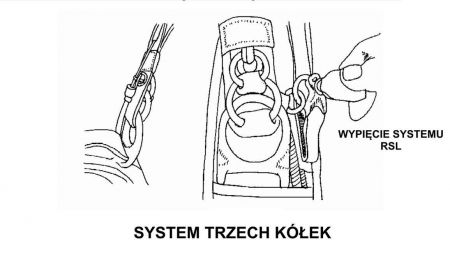 WYPIĘCIE SYSTEMU
RSL
SYSTEM TRZECH KÓŁEK